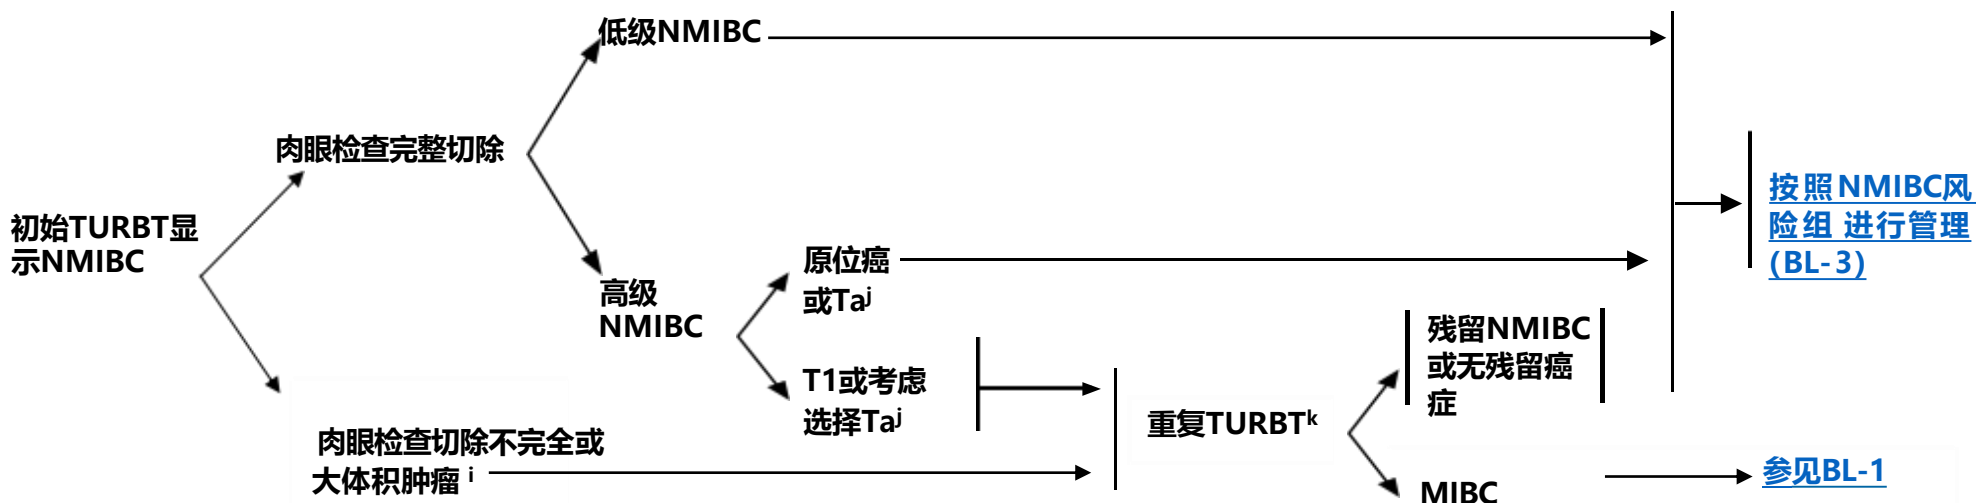 低级NMIBC
肉眼检查完整切除
初始TURBT显
示NMIBC
按照NMIBC风
险组 进行管理
(BL-3)
原位癌
或Taj
高级
NMIBC
残留NMIBC
或无残留癌
症
T1或考虑
选择Taj
重复TURBTk
肉眼检查切除不完全或
大体积肿瘤 i
参见BL-1
MIBC